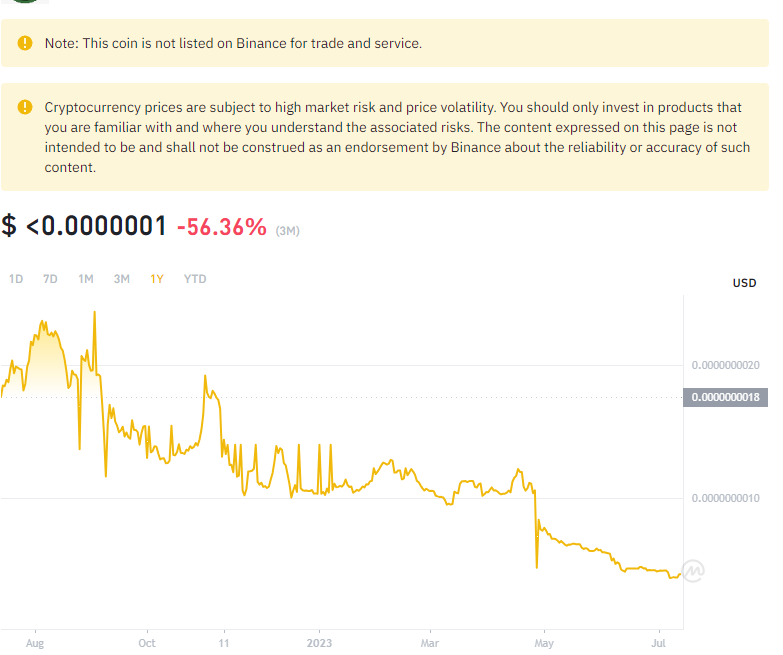 Note: This coin is not listed on Binance for trade and service.
Cryptocurrency prices are subject to high market risk and price volatility. You should only invest in products that
you are familiar with and where you understand the associated risks. The content expressed on this page is not
intended to be and shall not be construed as an endorsement by Binance about the reliability or accuracy of such
content.
$ <0.0000001 -56.36% (3M)
1D 7D 1M 3M 1Y YTD
USD
0.0000000020
0.0000000018
0.0000000010
Aug Oct 11 2023 Mar May Jul